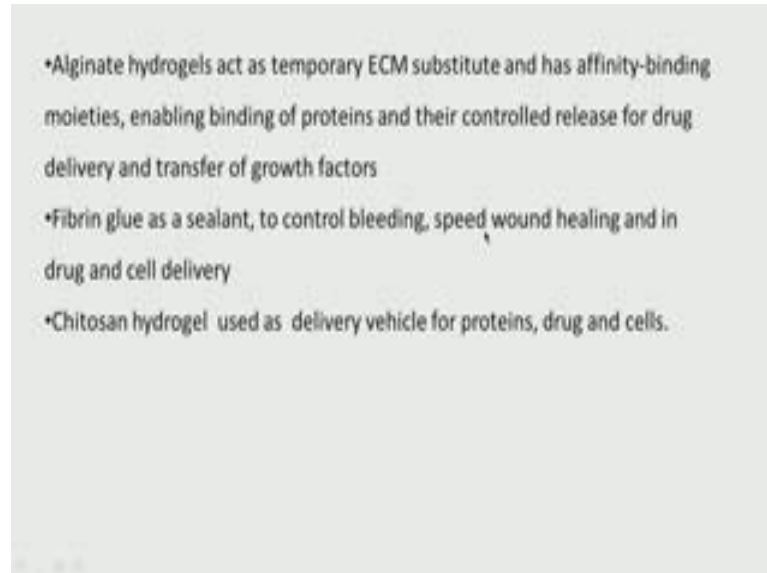 •Alginate hydrogels act as temporary ECM substitute and has affinity-binding
moieties, enabling binding of proteins and their controlled release for drug
delivery and transfer of growth factors
•Fibrin glue as a sealant, to control bleeding, speed wound healing and in
drug and cell delivery
•Chitosan hydrogel used as delivery vehicle for proteins, drug and cells.